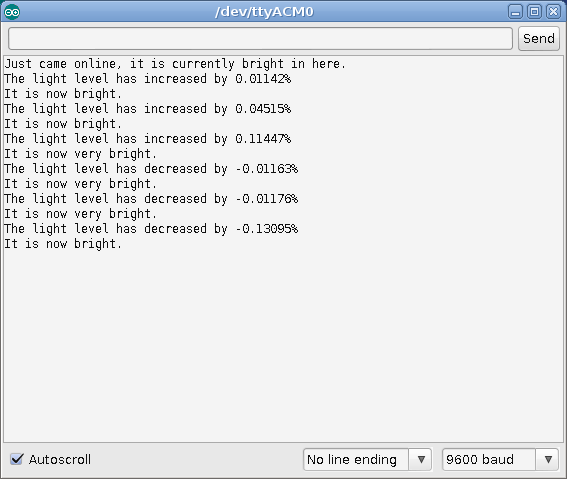 /dev/ttyACM0
Send
Just came online, it is currently bright in here.
The light level has increased by 0.01142%
It is now bright.
The light level has increased by 0.04515%
It is now bright.
The light level has increased by 0.11447%
It is now very bright.
The light level has decreased by -0.01163%
It is now very bright.
The light level has decreased by -0.01176%
It is now very bright.
The light level has decreased by -0.13095%
It is now bright.
Autoscroll
No line ending
9600 baud